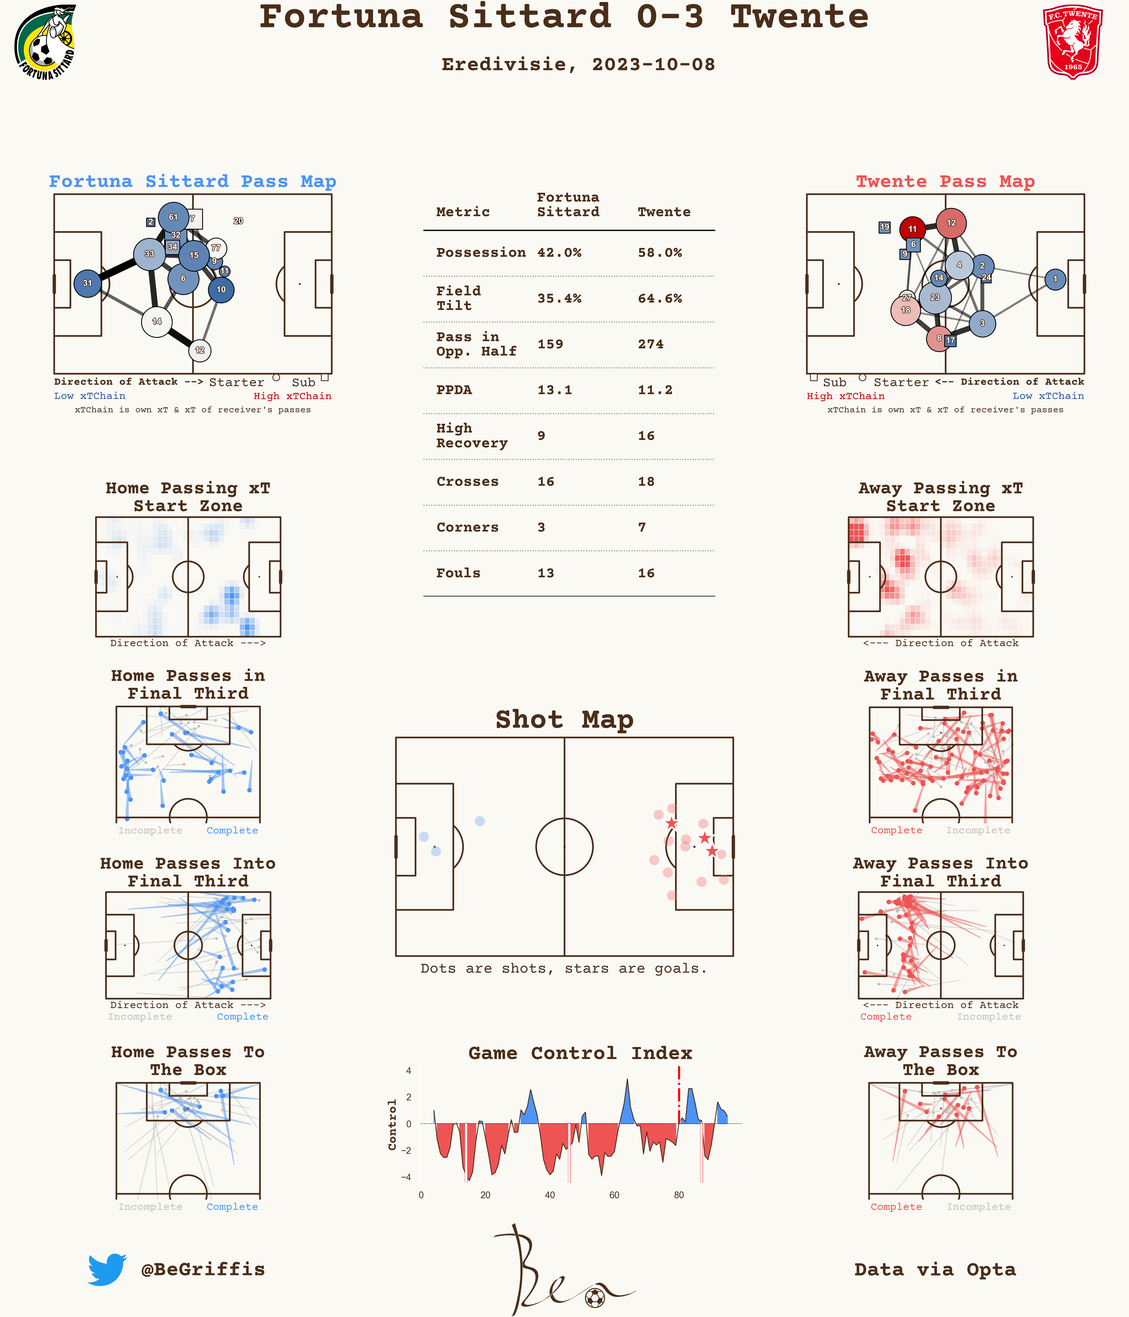 Fortuna Sittard 0-3 Twente
Eredivisie, 2023-10-08
FORTUNA SITTARD
F.C. TWENTE
1965
Fortuna Sittard Pass Map
61
7
20
2
32
34
77
33
15
9
11
31
6
10
14
12
Direction of Attack --> Starter Sub
Low xTChain High xTChain
xTChain is own xT & xT of receiver's passes
Metric Fortuna Sittard Twente
Possession 42.0% 58.0%
Field Tilt 35.4% 64.6%
Pass in Opp. Half 159 274
PPDA 13.1 11.2
High Recovery 9 16
Crosses 16 18
Corners 3 7
Fouls 13 16
Twente Pass Map
19
11
12
6
9
4
2
14
24
1
27
23
18
3
8
17
Sub Starter <-- Direction of Attack
High xTChain Low xTChain
xTChain is own xT & xT of receiver's passes
Home Passing xT
Start Zone
Direction of Attack --->
Away Passing xT
Start Zone
<--- Direction of Attack
Home Passes in
Final Third
Incomplete Complete
Shot Map
Dots are shots, stars are goals.
Away Passes in
Final Third
Complete Incomplete
Home Passes Into
Final Third
Direction of Attack --->
Incomplete Complete
Away Passes Into
Final Third
<--- Direction of Attack
Complete Incomplete
Home Passes To
The Box
Incomplete Complete
Game Control Index
Control
4
2
0
−2
−4
0 20 40 60 80
Away Passes To
The Box
Complete Incomplete
@BeGriffis
Ben
Data via Opta